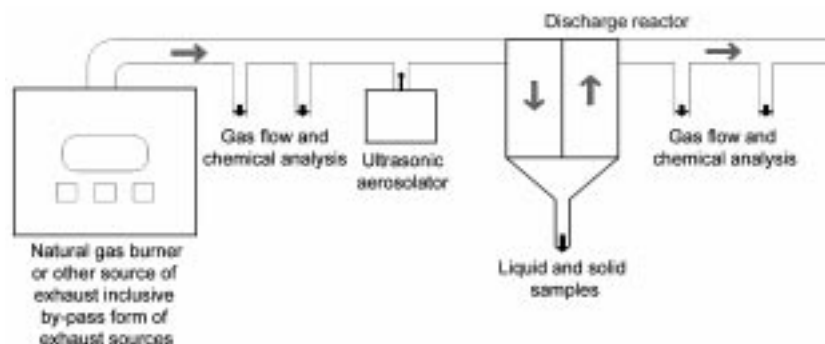 Discharge reactor
Gas flow and
chemical analysis
Ultrasonic
aerosolator
Gas flow and
chemical analysis
Natural gas burner
or other source of
exhaust inclusive
by-pass form of
exhaust sources
Liquid and solid
samples